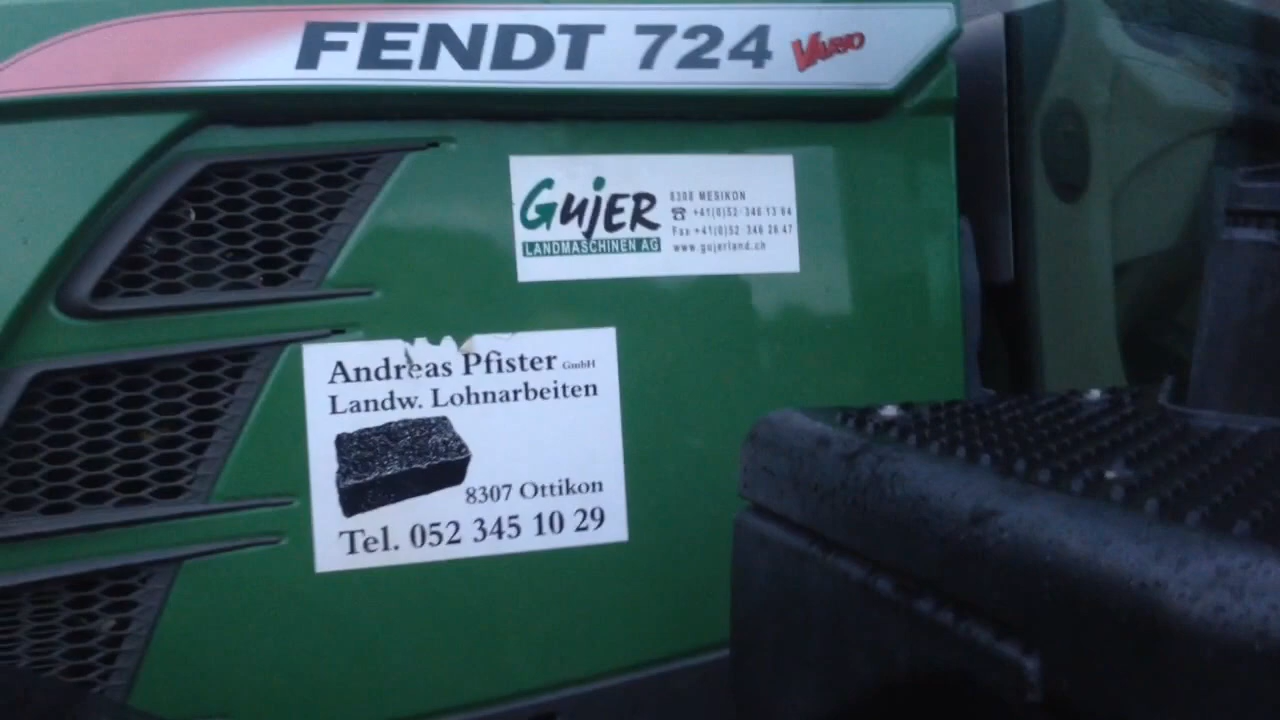 FENDT 724 Vario
GujER
LANDMASCHINEN AG
8308 MESIKON
☎ +41(0)52-346 13 64
Fax +41(0)52 346 26 47
www.gujerland.ch
Andreas Pfister GmbH
Landw. Lohnarbeiten
8307 Ottikon
Tel. 052 345 10 29